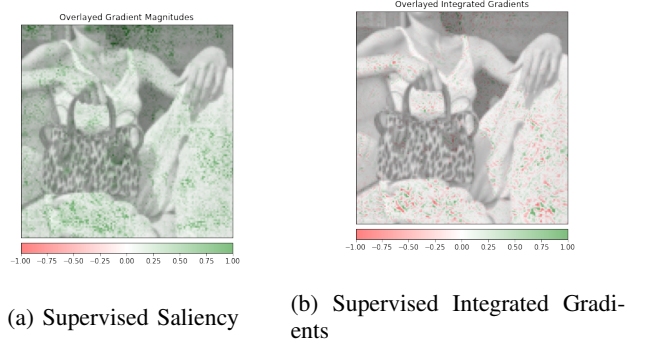 Overlayed Gradient Magnitudes
Overlayed Integrated Gradients
−1.00 −0.75 −0.50 −0.25 0.00 0.25 0.50 0.75 1.00
−1.00 −0.75 −0.50 −0.25 0.00 0.25 0.50 0.75 1.00
(a) Supervised Saliency
(b) Supervised Integrated Gradi-
ents